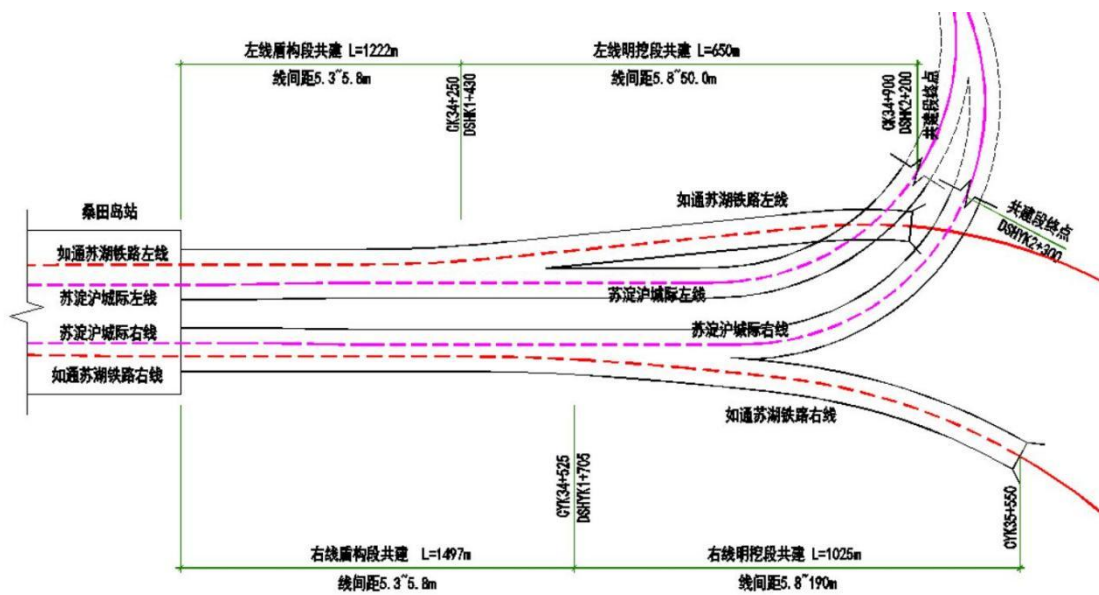 左线盾构段共建 L=1222m
线间距5.3~5.8m
左线明挖段共建 L=650m
线间距5.8~50.0m
CK34+250
DSHK1+430
CK34+900
DSHK2+200
共建段终点
桑田岛站
如通苏湖铁路左线
如通苏湖铁路左线
共建段终点
DSHYK2+300
苏淀沪城际左线
苏淀沪城际左线
苏淀沪城际右线
苏淀沪城际右线
如通苏湖铁路右线
如通苏湖铁路右线
CYK34+525
DSHYK1+705
CYK35+550
右线盾构段共建 L=1497m
线间距5.3~5.8m
右线明挖段共建 L=1025m
线间距5.8~190m